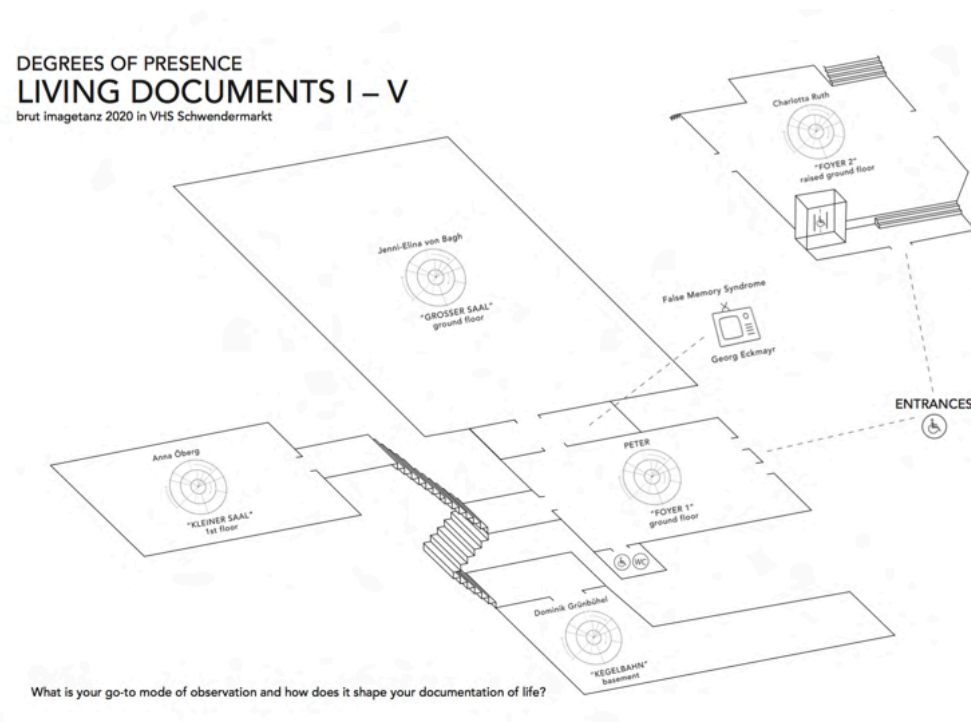 DEGREES OF PRESENCE
LIVING DOCUMENTS I – V
brut imagetanz 2020 in VHS Schwendermarkt
Charlotta Ruth
"FOYER 2"
raised ground floor
Jenni-Elina von Bagh
"GROSSER SAAL"
ground floor
False Memory Syndrome
Georg Eckmayr
ENTRANCES
PETER
"FOYER 1"
ground floor
Anna Öberg
"KLEINER SAAL"
1st floor
WC
Dominik Grünbühel
"KEGELBAHN"
basement
What is your go-to mode of observation and how does it shape your documentation of life?